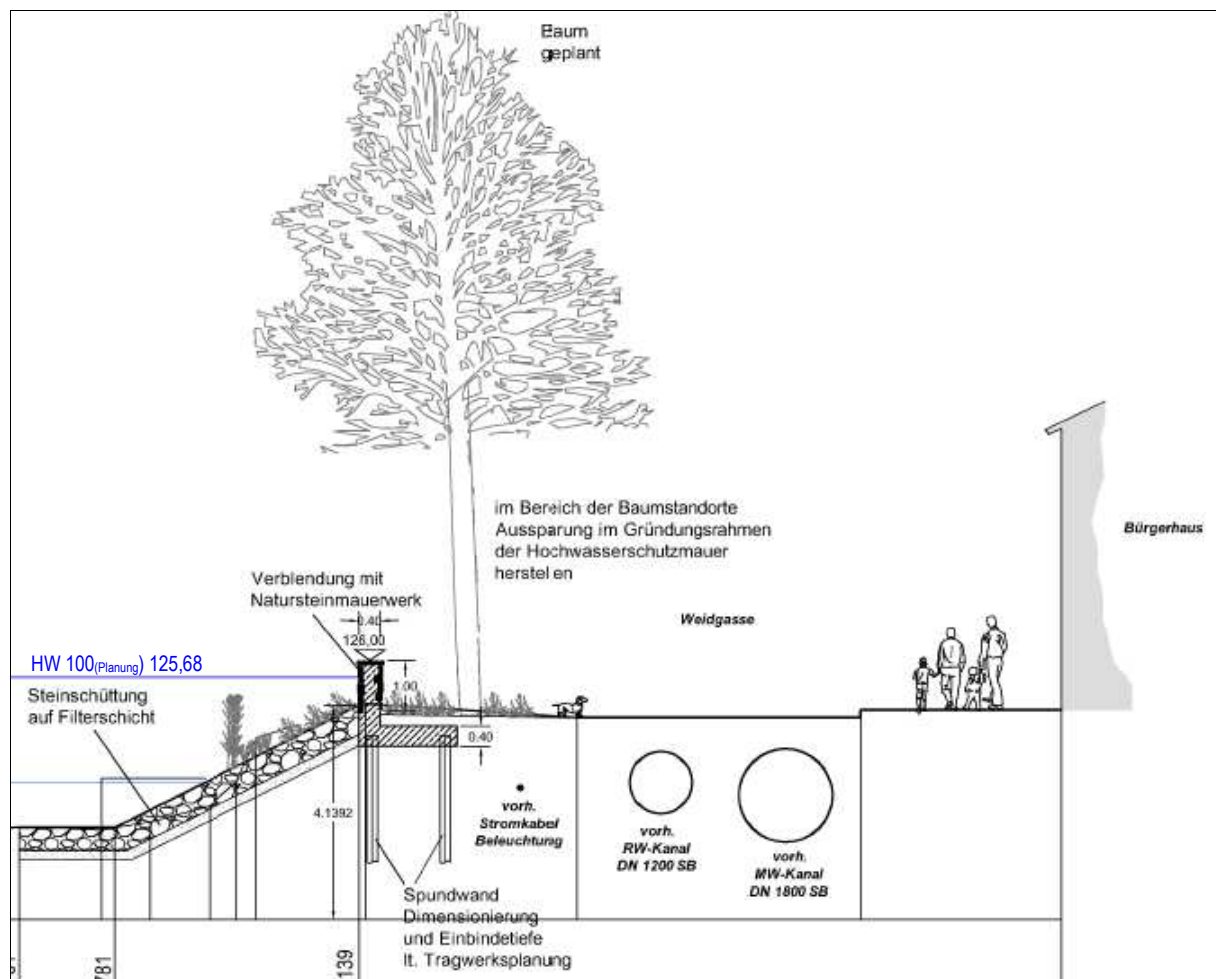 Baum
geplant
im Bereich der Baumstandorte
Aussparung im Gründungsrahmen
der Hochwasserschutzmauer
herstel en
Bürgerhaus
Verblendung mit
Natursteinmauerwerk
0.40
126,00
Weidgasse
HW 100(Planung) 125,68
Steinschüttung
auf Filterschicht
1.00
0.40
4.1392
vorh.
Stromkabel
Beleuchtung
vorh.
RW-Kanal
DN 1200 SB
vorh.
MW-Kanal
DN 1800 SB
Spundwand
Dimensionierung
und Einbindetiefe
lt. Tragwerksplanung
781
139